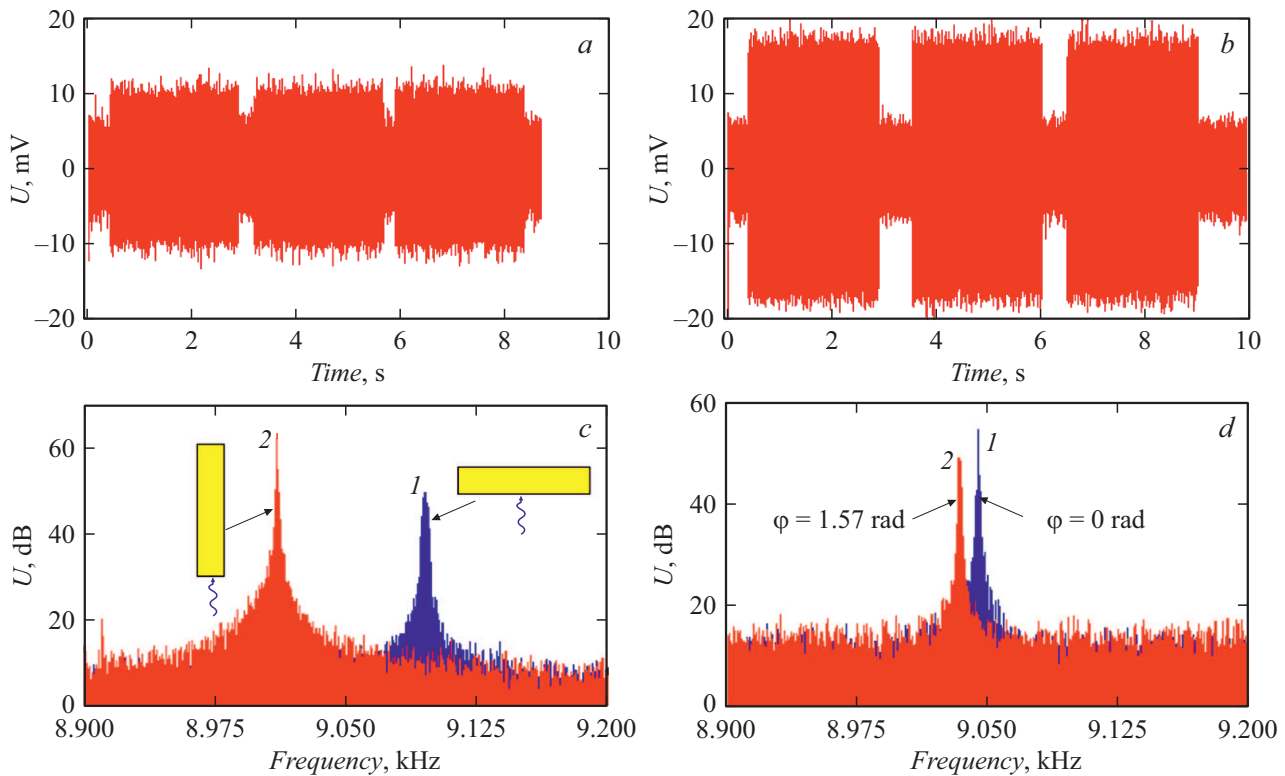 20
10
0
–10
–20
U, mV
a
0 2 4 6 8 10
Time, s
20
10
0
–10
–20
U, mV
b
0 2 4 6 8 10
Time, s
60
40
20
0
U, dB
c
2
1
8.900 8.975 9.050 9.125 9.200
Frequency, kHz
60
40
20
0
U, dB
d
1
2
φ = 1.57 rad
φ = 0 rad
8.900 8.975 9.050 9.125 9.200
Frequency, kHz